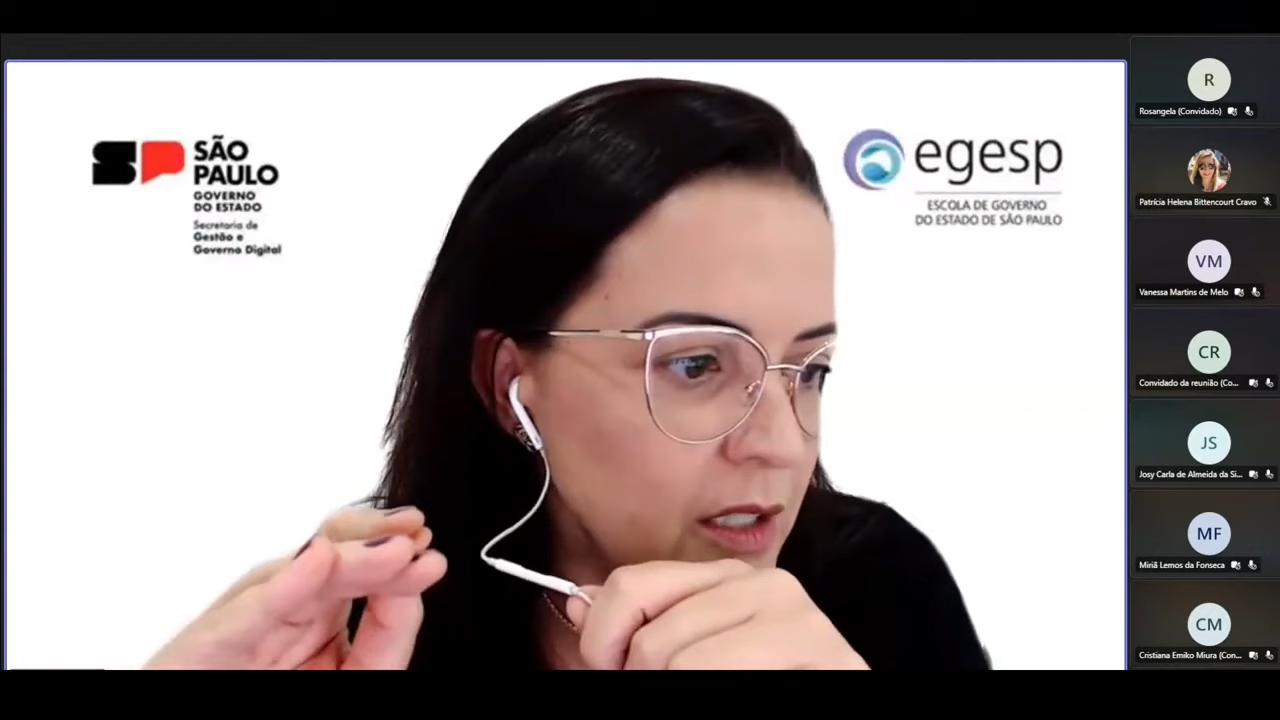 SP
SÃO
PAULO
GOVERNO
DO ESTADO
Secretaria de
Gestão e
Governo Digital
egesp
ESCOLA DE GOVERNO
DO ESTADO DE SÃO PAULO
R
Rosangela (Convidado)
Patrícia Helena Bittencourt Cravo
VM
Vanessa Martins de Melo
CR
Convidado da reunião (Co...
JS
Josy Carla de Almeida da Si...
MF
Miriã Lemos da Fonseca
CM
Cristiana Emiko Miura (Con...